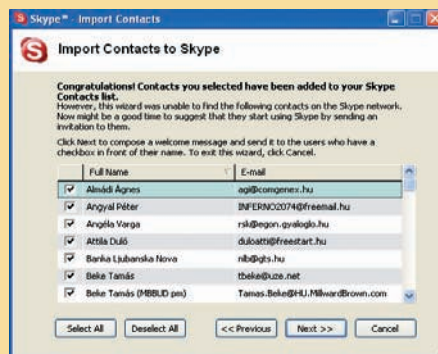 Skype™ - Import Contacts
Import Contacts to Skype
Congratulations! Contacts you selected have been added to your Skype
Contacts list.
However, this wizard was unable to find the following contacts on the Skype network.
Now might be a good time to suggest that they start using Skype by sending an
invitation to them.
Click Next to compose a welcome message and send it to the users who have a
checkbox in front of their name. To exit this wizard, click Cancel.
Full Name E-mail
Almádi Ágnes agi@comgenex.hu
Angyal Péter INFERNO2074@freemail.hu
Angéla Varga rsk@egon.gyaloglo.hu
Attila Duló duloatti@freestart.hu
Banka Ljubanska Nova nlb@gts.hu
Beke Tamás tbeke@uze.net
Beke Tamás (MBBUD pm) Tamas.Beke@HU.MillwardBrown.com
Select All Deselect All << Previous Next >> Cancel